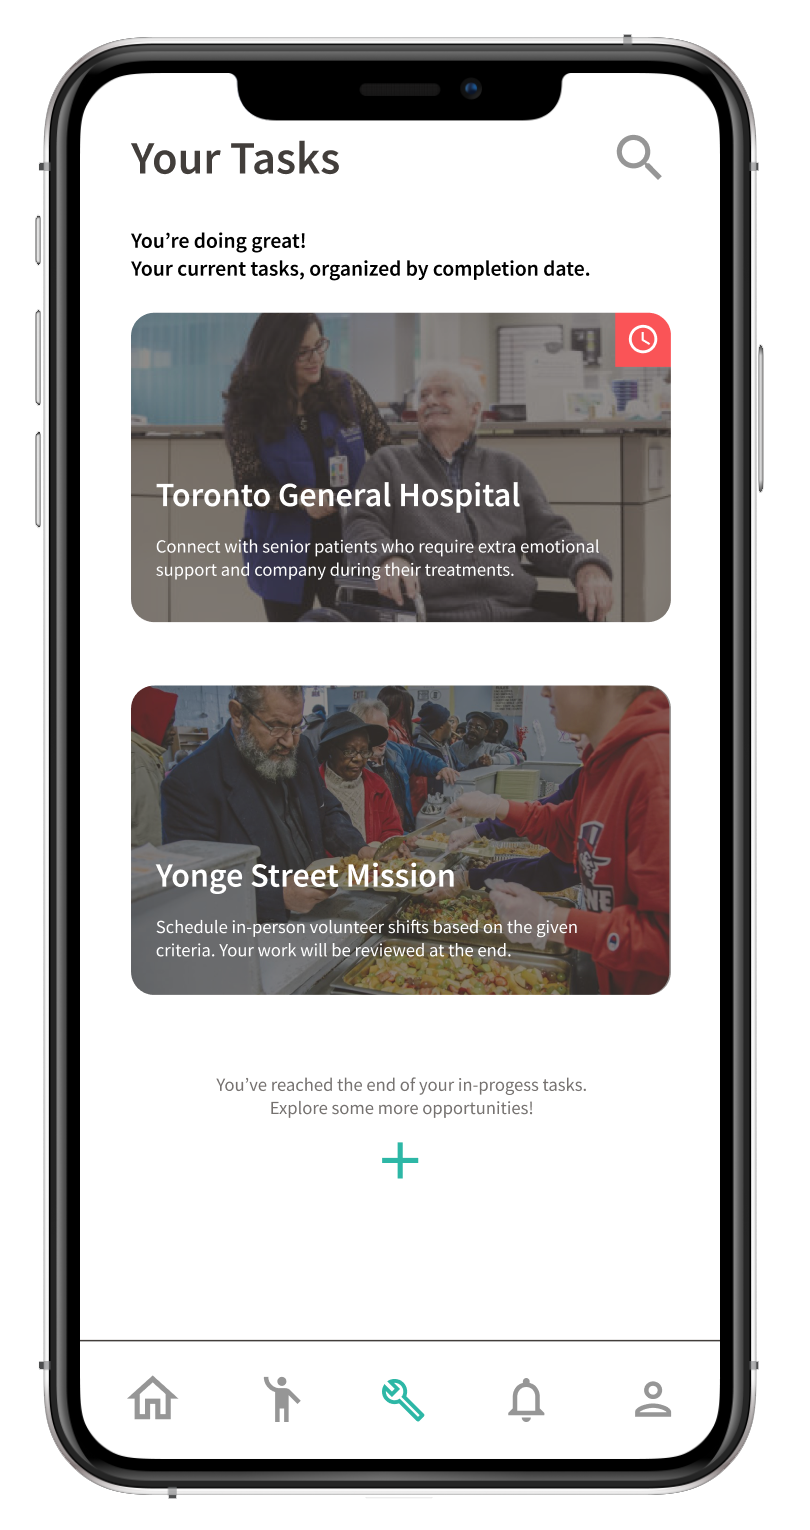 Your Tasks
You’re doing great!
Your current tasks, organized by completion date.
Toronto General Hospital
Connect with senior patients who require extra emotional
support and company during their treatments.
Yonge Street Mission
Schedule in-person volunteer shifts based on the given
criteria. Your work will be reviewed at the end.
You’ve reached the end of your in-progess tasks.
Explore some more opportunities!